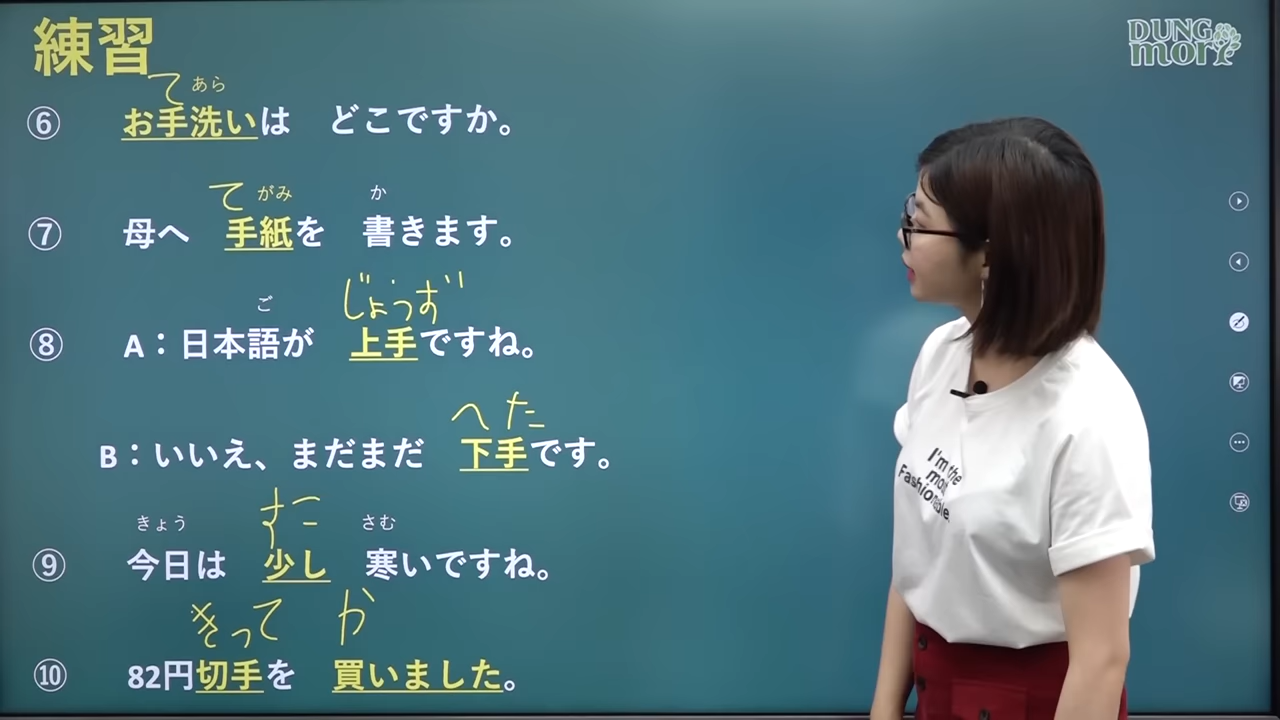 練習
DUNG mori
て あら
⑥ お手洗いは どこですか。
て がみ か
⑦ 母へ 手紙を 書きます。
ご じょうず
⑧ A：日本語が 上手ですね。
へた
B：いいえ、まだまだ 下手です。
きょう すこ さむ
⑨ 今日は 少し 寒いですね。
きって か
⑩ 82円切手を 買いました。
I'm the
most
Fashionable